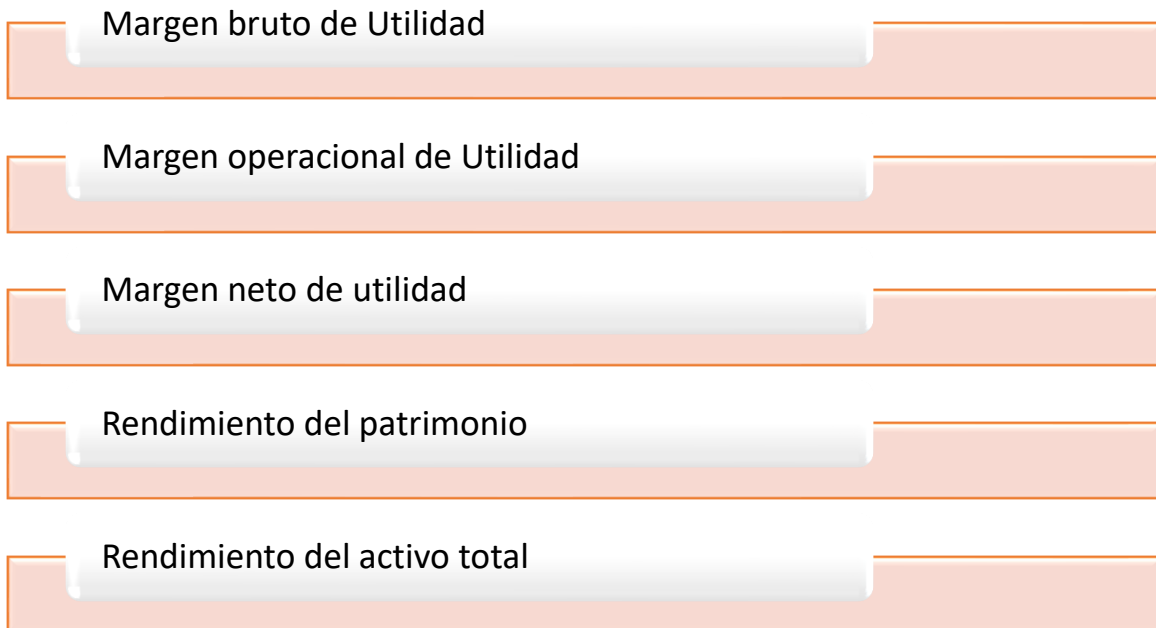 Margen bruto de Utilidad
Margen operacional de Utilidad
Margen neto de utilidad
Rendimiento del patrimonio
Rendimiento del activo total